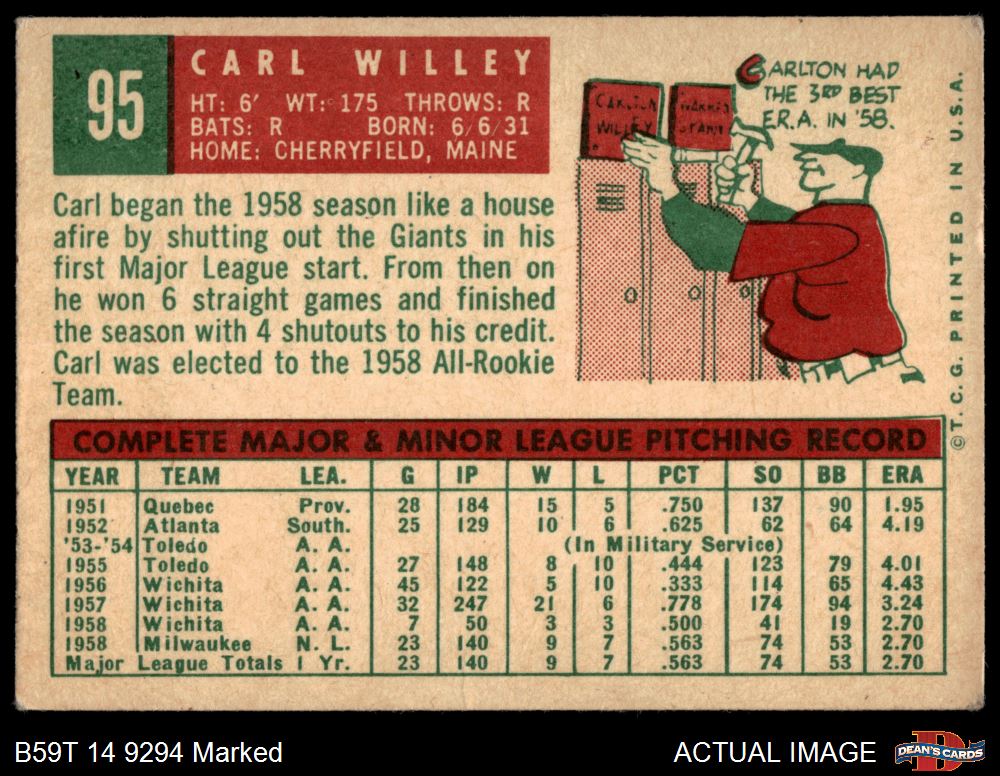 95
CARL WILLEY
HT: 6' WT: 175 THROWS: R
BATS: R BORN: 6/6/31
HOME: CHERRYFIELD, MAINE
CARLTON HAD
THE 3RD BEST
E.R.A. IN '58.
CARLTON
WILLEY
WARREN
SPAHN
Carl began the 1958 season like a house
afire by shutting out the Giants in his
first Major League start. From then on
he won 6 straight games and finished
the season with 4 shutouts to his credit.
Carl was elected to the 1958 All-Rookie
Team.
© T. C. G. PRINTED IN U. S. A.
COMPLETE MAJOR & MINOR LEAGUE PITCHING RECORD
YEAR TEAM LEA. G IP W L PCT SO BB ERA
1951 Quebec Prov. 28 184 15 5 .750 137 90 1.95
1952 Atlanta South. 25 129 10 6 .625 62 64 4.19
'53-'54 Toledo A. A. (In Military Service)
1955 Toledo A. A. 27 148 8 10 .444 123 79 4.01
1956 Wichita A. A. 45 122 5 10 .333 114 65 4.43
1957 Wichita A. A. 32 247 21 6 .778 174 94 3.24
1958 Wichita A. A. 7 50 3 3 .500 41 19 2.70
1958 Milwaukee N. L. 23 140 9 7 .563 74 53 2.70
Major League Totals 1 Yr. 23 140 9 7 .563 74 53 2.70
B59T 14 9294 Marked
ACTUAL IMAGE
D
DEAN'S CARDS